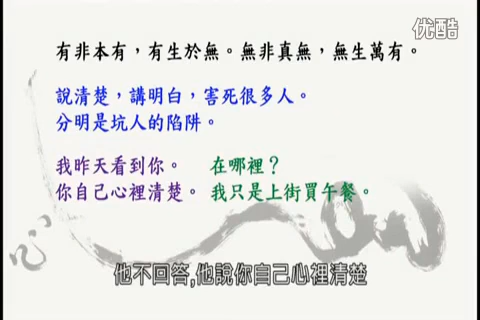 优酷
有非本有，有生於無。無非真無，無生萬有。
說清楚，講明白，害死很多人。
分明是坑人的陷阱。
我昨天看到你。 在哪裡？
你自己心裡清楚。 我只是上街買午餐。
他不回答,他說你自己心裡清楚